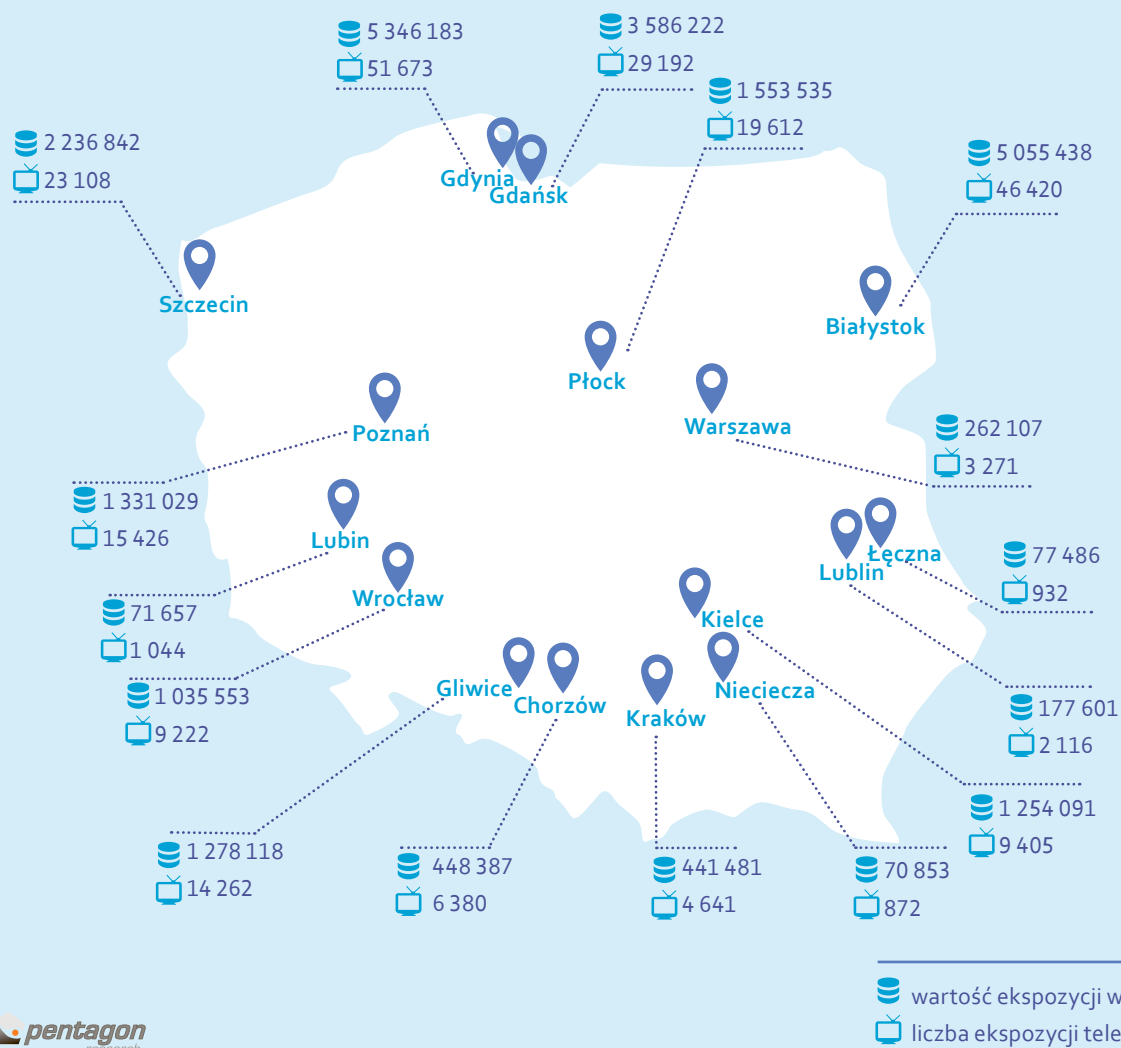 5 346 183
51 673
3 586 222
29 192
1 553 535
19 612
2 236 842
23 108
5 055 438
46 420
Gdynia
Gdańsk
Szczecin
Białystok
Płock
Poznań
Warszawa
262 107
3 271
1 331 029
15 426
Lubin
Łęczna
Lublin
77 486
932
Wrocław
71 657
1 044
Kielce
1 035 553
9 222
Gliwice
Chorzów
Kraków
Nieciecza
177 601
2 116
1 254 091
9 405
1 278 118
14 262
448 387
6 380
441 481
4 641
70 853
872
wartość ekspozycji w
liczba ekspozycji tele
pentagon
research